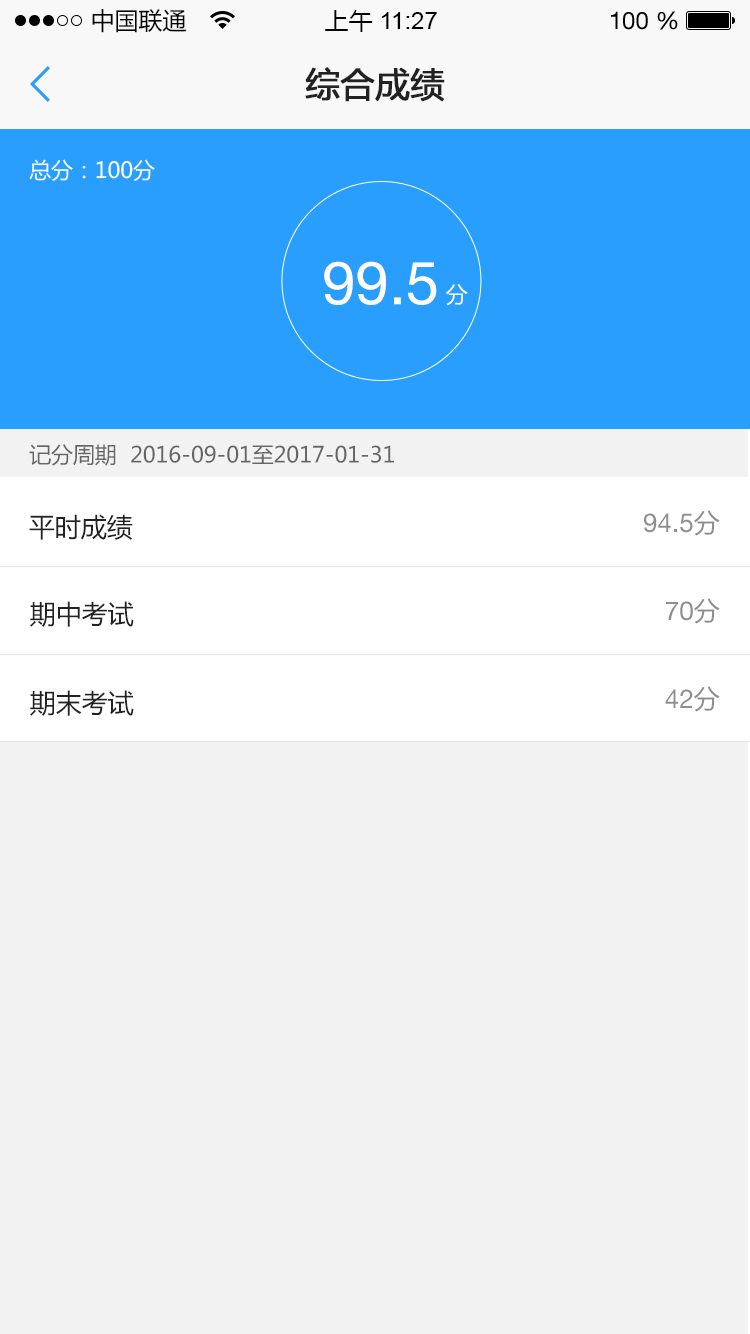 中国联通 上午 11:27 100 %
综合成绩
总分：100分
99.5 分
记分周期 2016-09-01至2017-01-31
平时成绩 94.5分
期中考试 70分
期末考试 42分